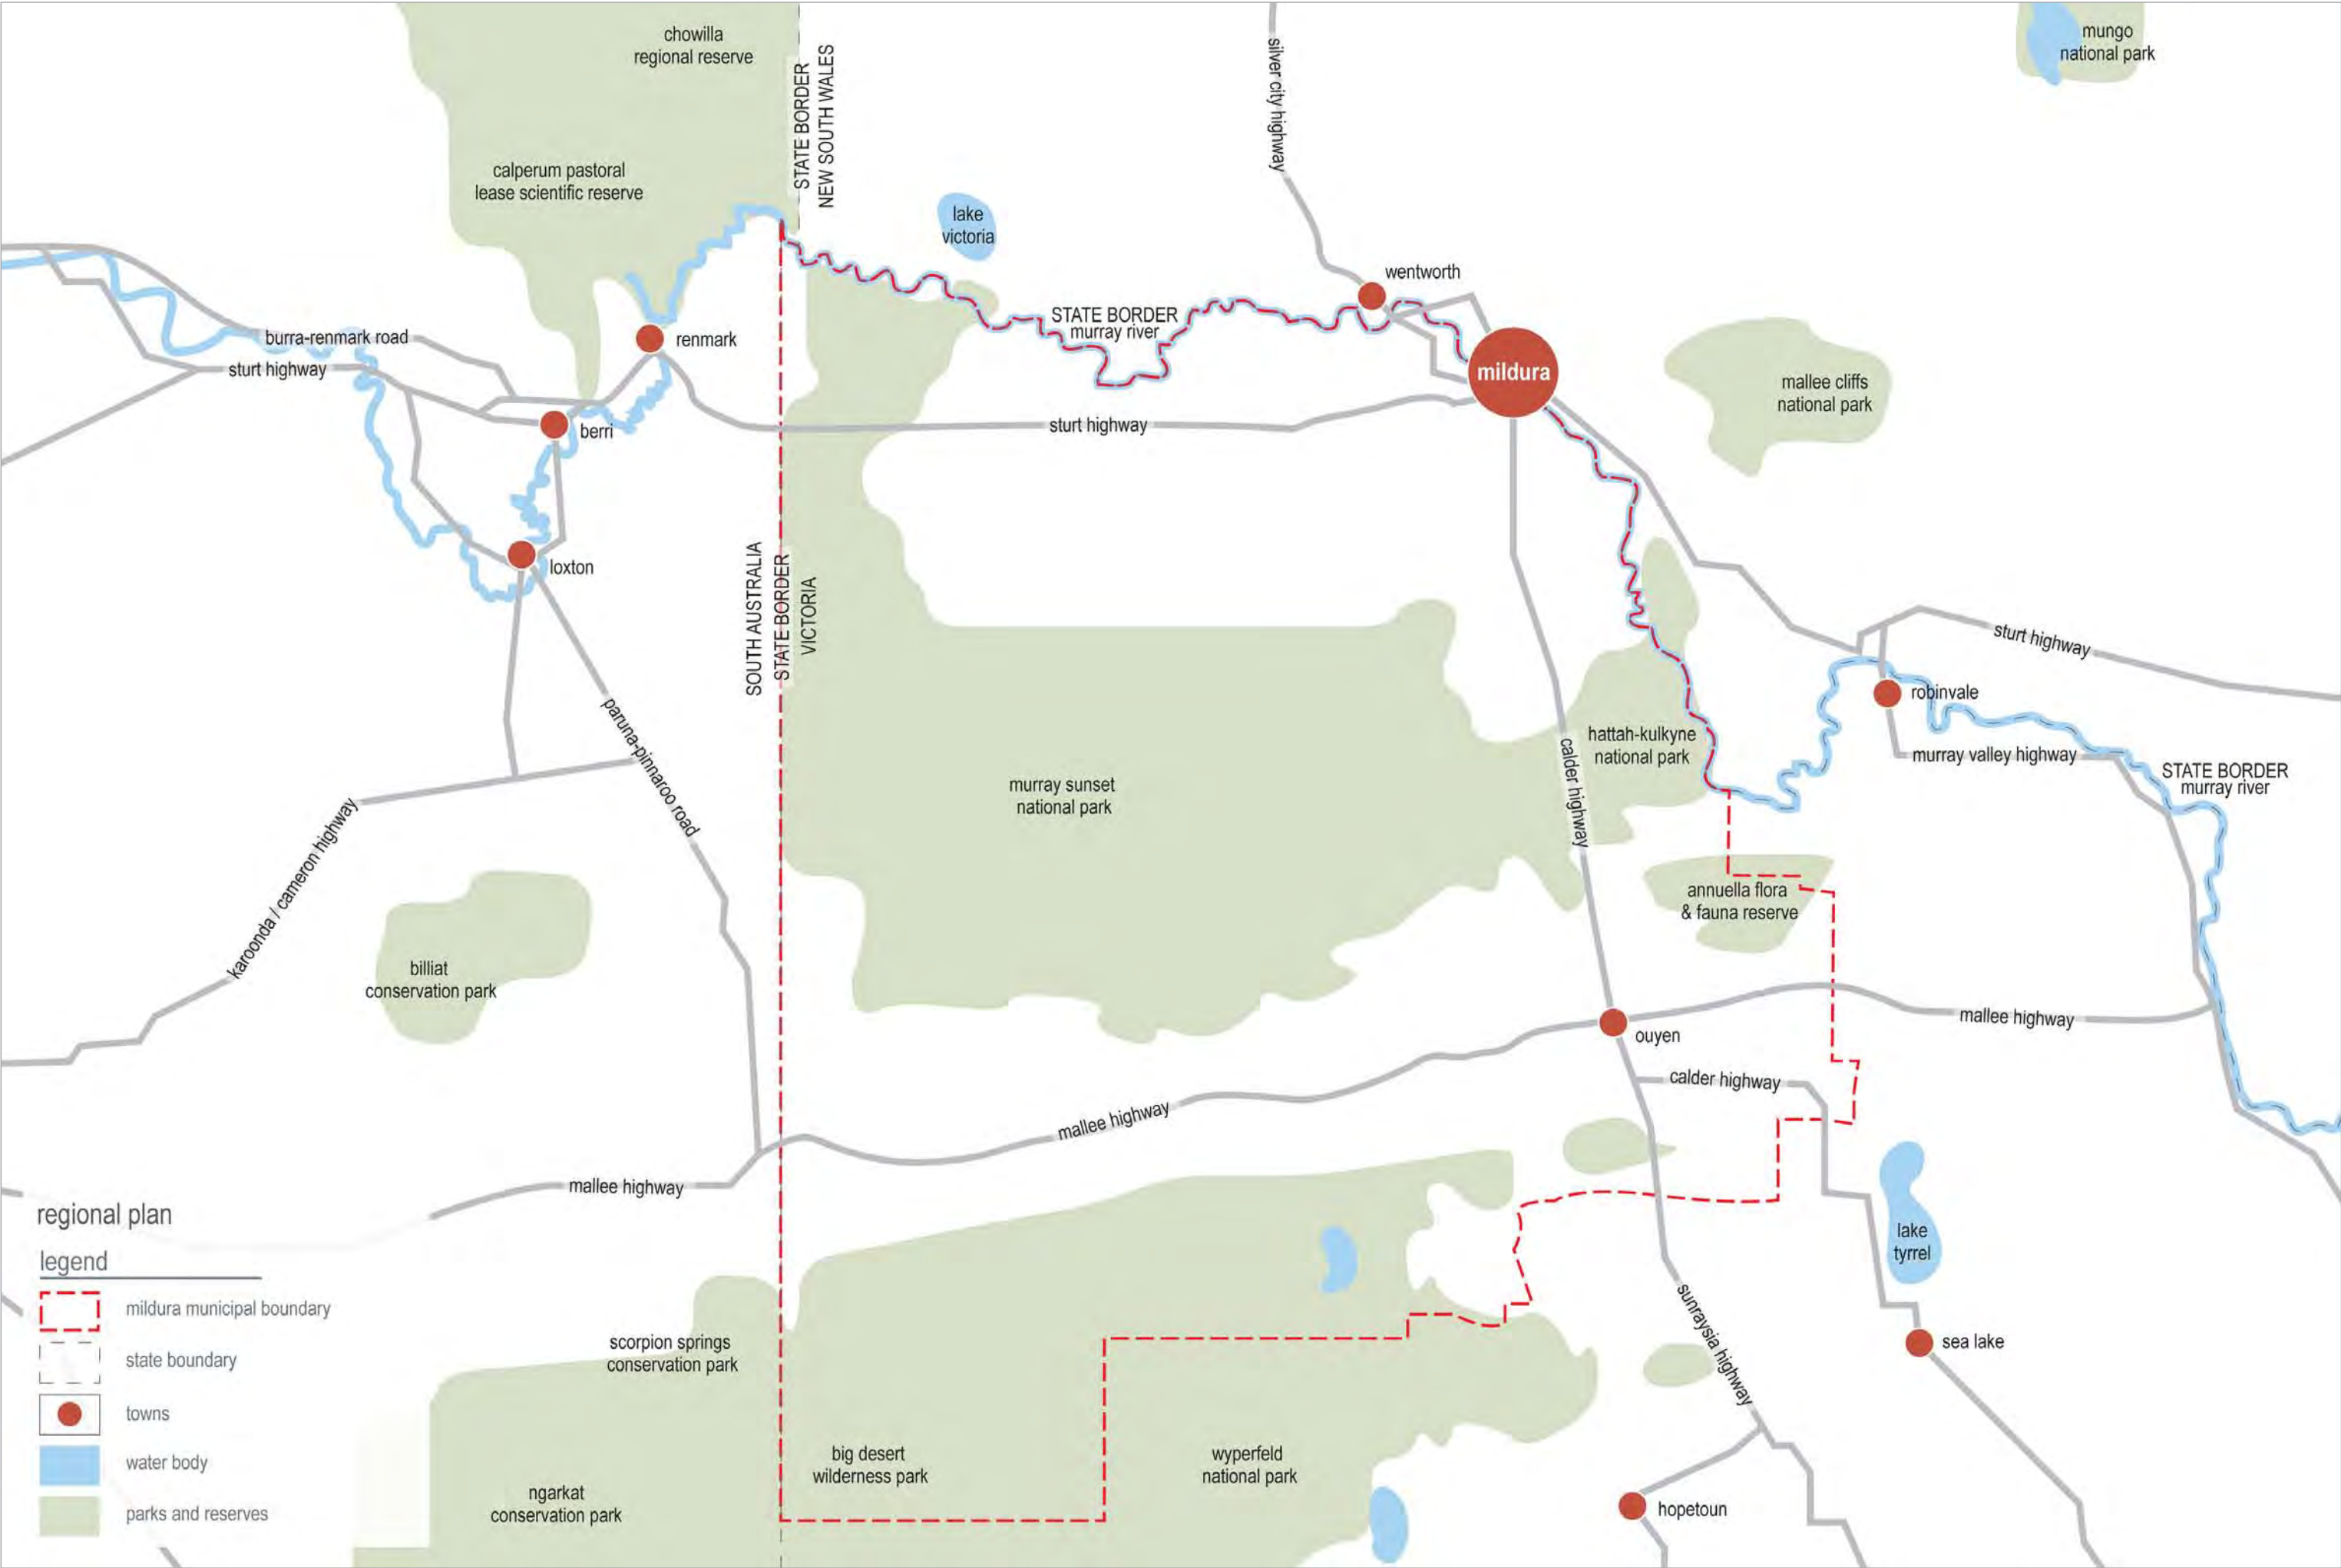 chowilla
regional reserve
mungo
national park
STATE BORDER
NEW SOUTH WALES
silver city highway
calperum pastoral
lease scientific reserve
lake
victoria
wentworth
STATE BORDER
murray river
burra-renmark road
renmark
sturt highway
mildura
mallee cliffs
national park
berri
sturt highway
loxton
SOUTH AUSTRALIA
STATE BORDER
VICTORIA
sturt highway
robinvale
paruna-pinnaroo road
hattah-kulkyne
national park
calder highway
murray valley highway
STATE BORDER
murray river
murray sunset
national park
karoonda / cameron highway
annuella flora
& fauna reserve
billiat
conservation park
mallee highway
ouyen
calder highway
mallee highway
mallee highway
lake
tyrrel
sunraysia highway
sea lake
scorpion springs
conservation park
big desert
wilderness park
wyperfeld
national park
ngarkat
conservation park
hopetoun
regional plan
legend
mildura municipal boundary
state boundary
towns
water body
parks and reserves